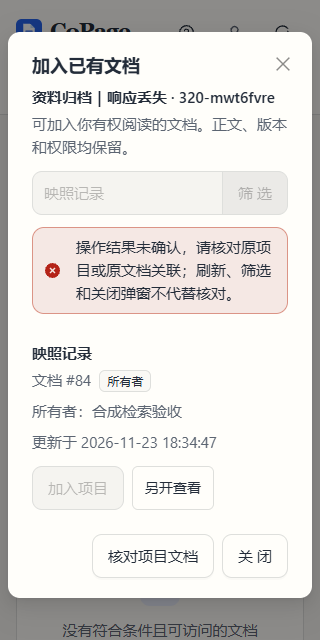 CoPage
加入已有文档
资料归档 | 响应丢失 · 320-mwt6fvre
可加入你有权阅读的文档。正文、版本
和权限均保留。
映照记录
筛 选
操作结果未确认，请核对原项
目或原文档关联；刷新、筛选
和关闭弹窗不代替核对。
映照记录
文档 #84 所有者
所有者：合成检索验收
更新于 2026-11-23 18:34:47
加入项目 另开查看
核对项目文档 关 闭
没有符合条件且可访问的文档